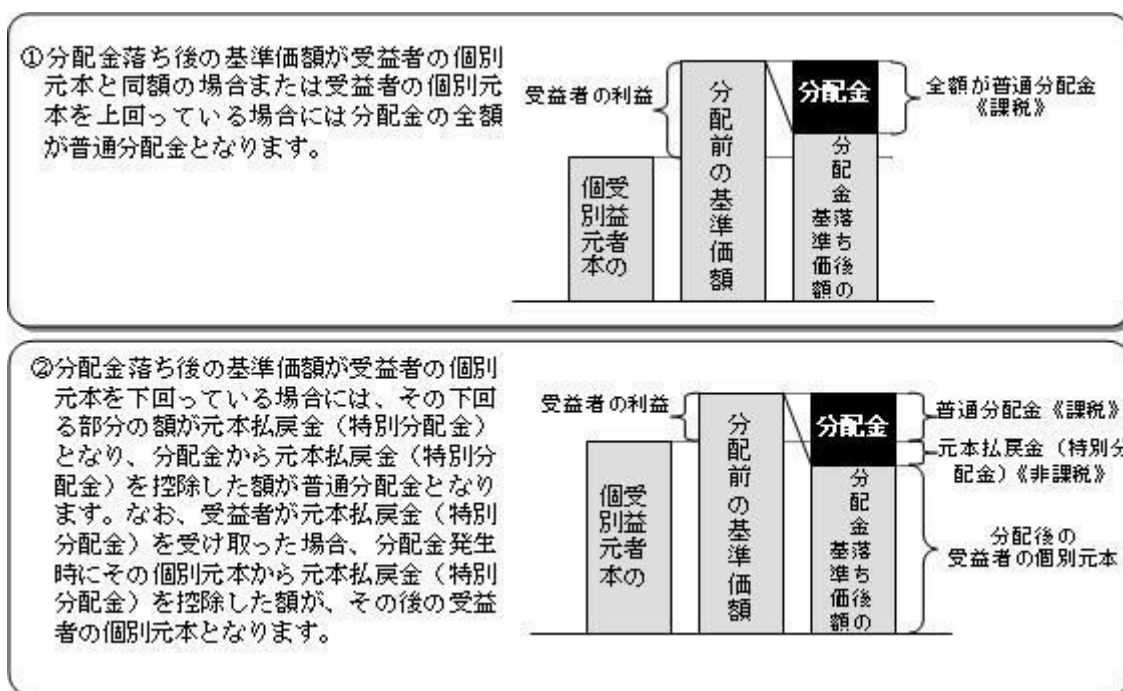 ①分配金落ち後の基準価額が受益者の個別
元本と同額の場合または受益者の個別元
本を上回っている場合には分配金の全額
が普通分配金となります。
受益者の利益
受益者の
個別元本
分配前の基準価額
分配金
分配金落ち後の
基準価額
全額が普通分配金
《課税》
②分配金落ち後の基準価額が受益者の個別
元本を下回っている場合には、その下回
る部分の額が元本払戻金（特別分配金）
となり、分配金から元本払戻金（特別分
配金）を控除した額が普通分配金となり
ます。なお、受益者が元本払戻金（特別
分配金）を受け取った場合、分配金発生
時にその個別元本から元本払戻金（特別
分配金）を控除した額が、その後の受益
者の個別元本となります。
受益者の利益
受益者の
個別元本
分配前の基準価額
分配金
分配金落ち後の
基準価額
普通分配金《課税》
元本払戻金（特別分
配金）《非課税》
分配後の
受益者の個別元本